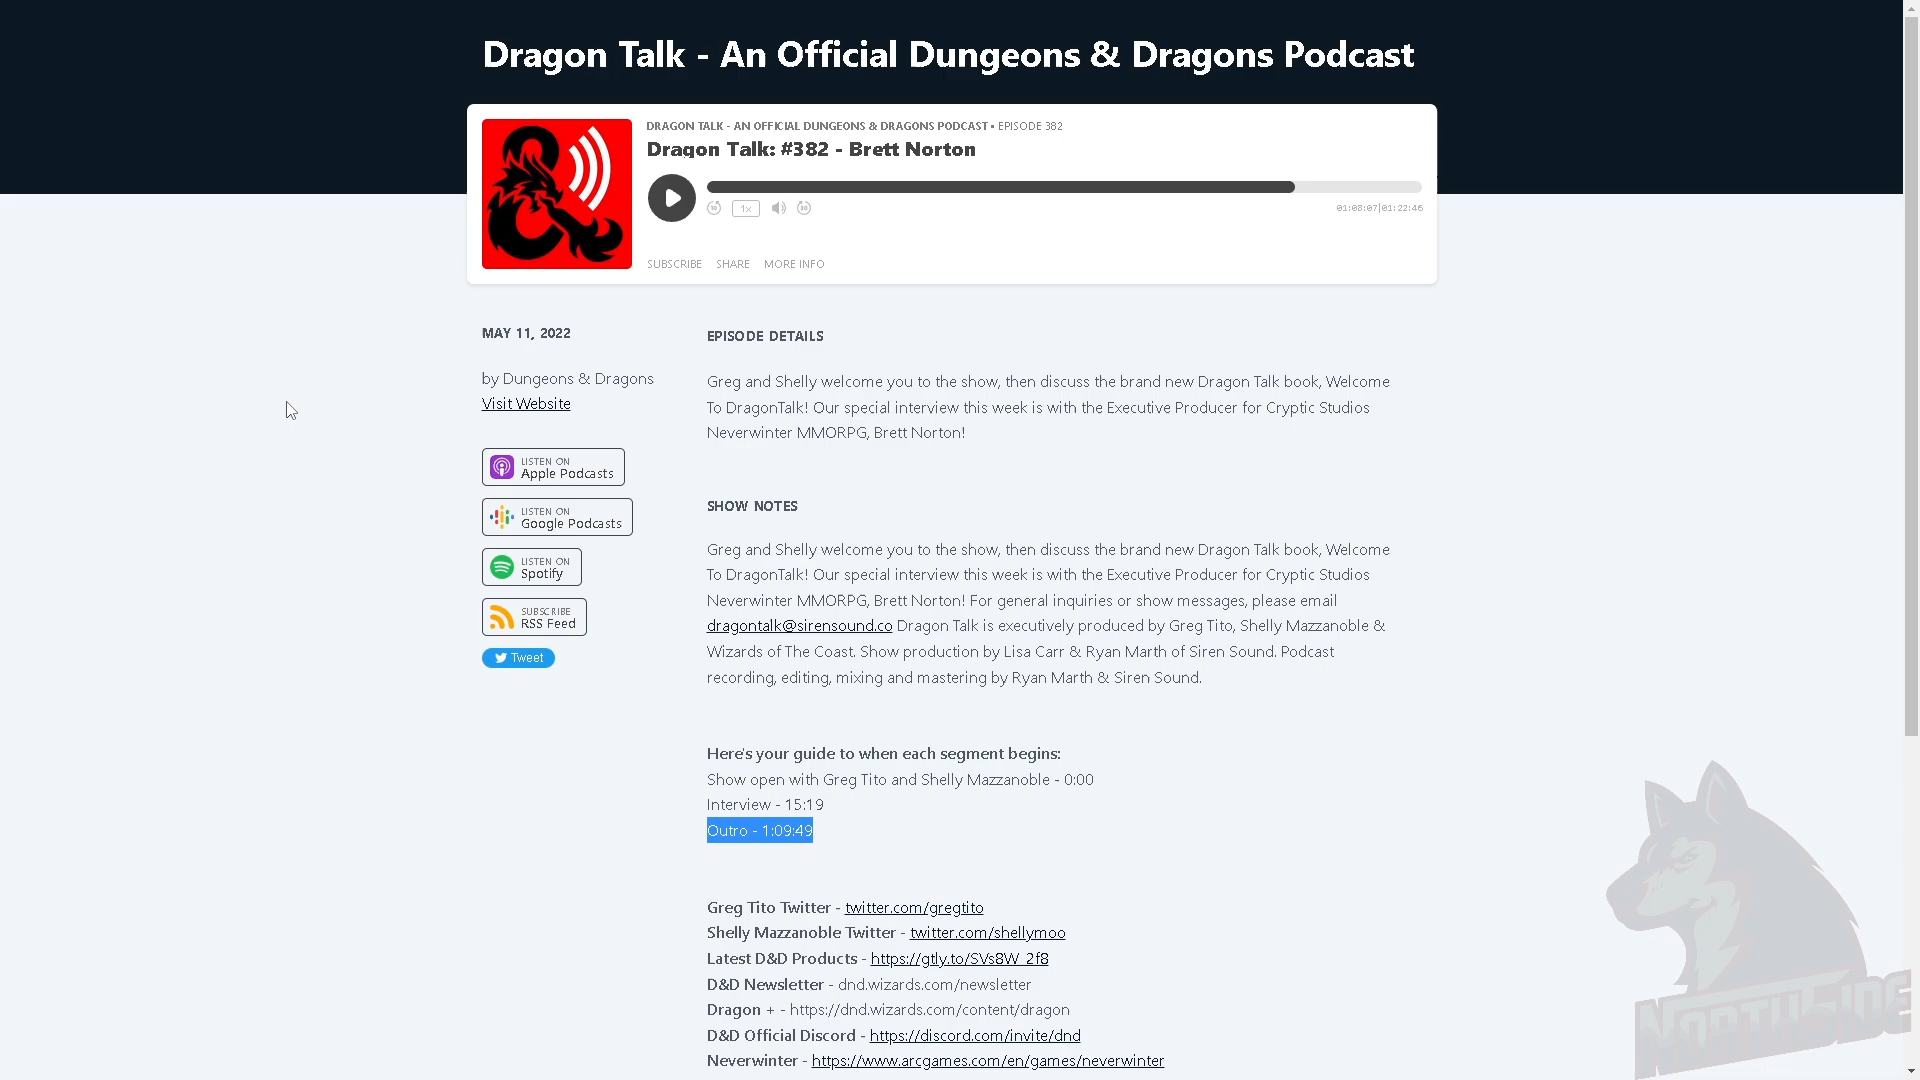 Dragon Talk - An Official Dungeons & Dragons Podcast
DRAGON TALK - AN OFFICIAL DUNGEONS & DRAGONS PODCAST • EPISODE 382
Dragon Talk: #382 - Brett Norton
1x
01:08:07|01:22:46
SUBSCRIBE SHARE MORE INFO
MAY 11, 2022
by Dungeons & Dragons
Visit Website
LISTEN ON
Apple Podcasts
LISTEN ON
Google Podcasts
LISTEN ON
Spotify
SUBSCRIBE
RSS Feed
Tweet
EPISODE DETAILS
Greg and Shelly welcome you to the show, then discuss the brand new Dragon Talk book, Welcome
To DragonTalk! Our special interview this week is with the Executive Producer for Cryptic Studios
Neverwinter MMORPG, Brett Norton!
SHOW NOTES
Greg and Shelly welcome you to the show, then discuss the brand new Dragon Talk book, Welcome
To DragonTalk! Our special interview this week is with the Executive Producer for Cryptic Studios
Neverwinter MMORPG, Brett Norton! For general inquiries or show messages, please email
dragontalk@sirensound.co Dragon Talk is executively produced by Greg Tito, Shelly Mazzanoble &
Wizards of The Coast. Show production by Lisa Carr & Ryan Marth of Siren Sound. Podcast
recording, editing, mixing and mastering by Ryan Marth & Siren Sound.
Here's your guide to when each segment begins:
Show open with Greg Tito and Shelly Mazzanoble - 0:00
Interview - 15:19
Outro - 1:09:49
Greg Tito Twitter - twitter.com/gregtito
Shelly Mazzanoble Twitter - twitter.com/shellymoo
Latest D&D Products - https://gtly.to/SVs8W_2f8
D&D Newsletter - dnd.wizards.com/newsletter
Dragon + - https://dnd.wizards.com/content/dragon
D&D Official Discord - https://discord.com/invite/dnd
Neverwinter - https://www.arcgames.com/en/games/neverwinter
NORTHSIDE